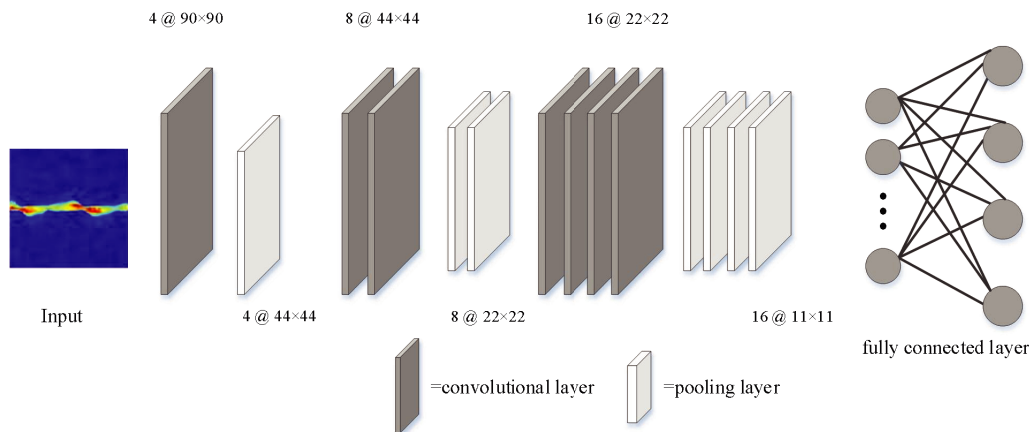 4 @ 90×90
8 @ 44×44
16 @ 22×22
Input
4 @ 44×44
8 @ 22×22
16 @ 11×11
fully connected layer
=convolutional layer
=pooling layer